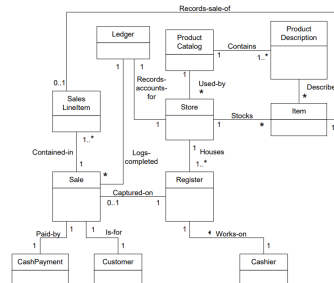 Records-sale-of
Ledger
Product
Catalog
Product
Description
Contains
1
1..*
1
1
1
1
0..1
Records-
accounts-
for
Used-by
Describe
*
*
Sales
LineItem
Store
Item
Stocks
1
1
*
1
1..*
1
Contained-in
Logs-
completed
Houses
1
*
1..*
Sale
Captured-on
Register
0..1
1
1
1
1
Paid-by
Is-for
Works-on
1
1
1
CashPayment
Customer
Cashier